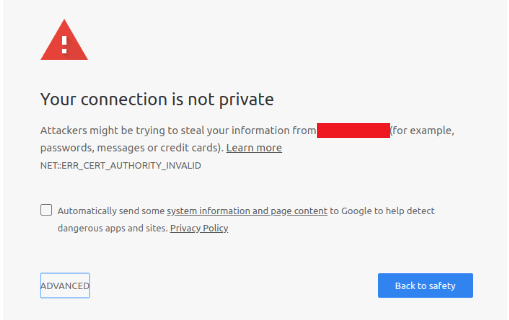 Your connection is not private
Attackers might be trying to steal your information from (for example,
passwords, messages or credit cards). Learn more
NET::ERR_CERT_AUTHORITY_INVALID
Automatically send some system information and page content to Google to help detect
dangerous apps and sites. Privacy Policy
ADVANCED
Back to safety